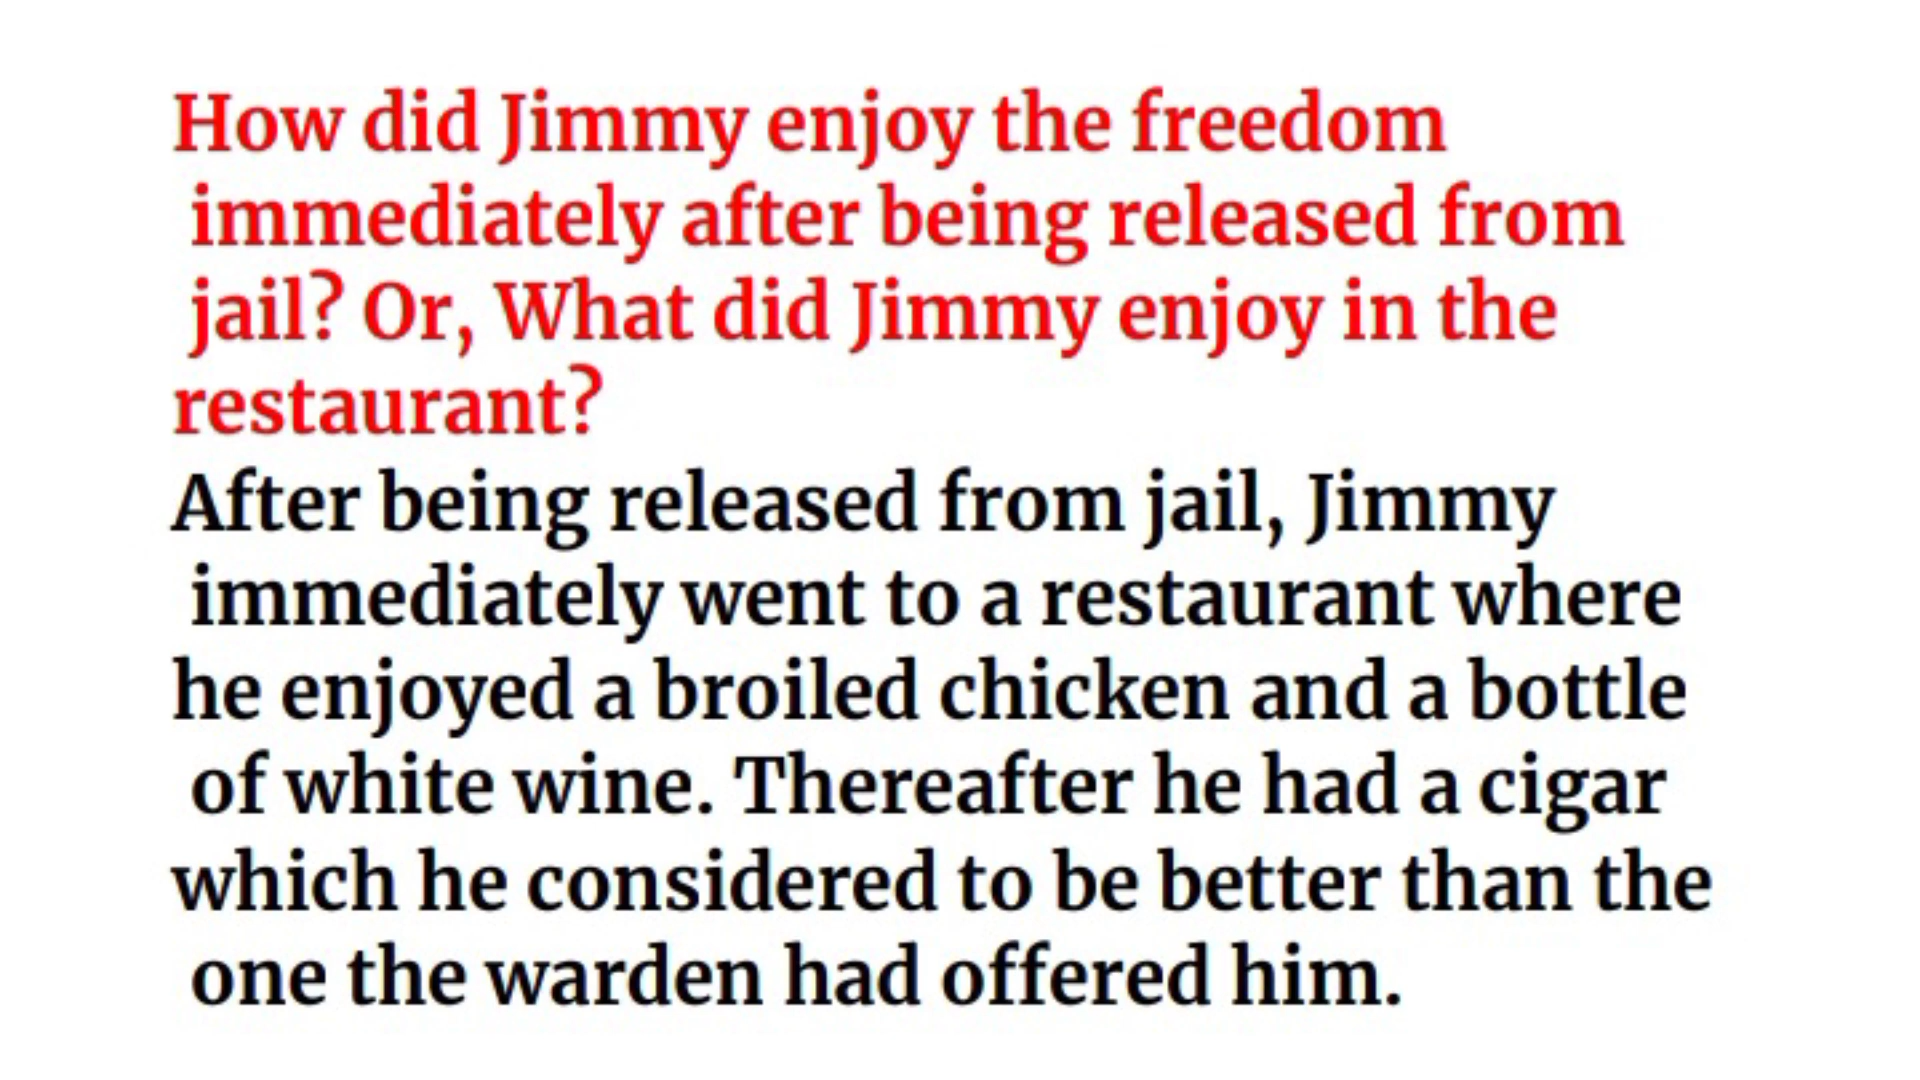 How did Jimmy enjoy the freedom
immediately after being released from
jail? Or, What did Jimmy enjoy in the
restaurant?
After being released from jail, Jimmy
immediately went to a restaurant where
he enjoyed a broiled chicken and a bottle
of white wine. Thereafter he had a cigar
which he considered to be better than the
one the warden had offered him.